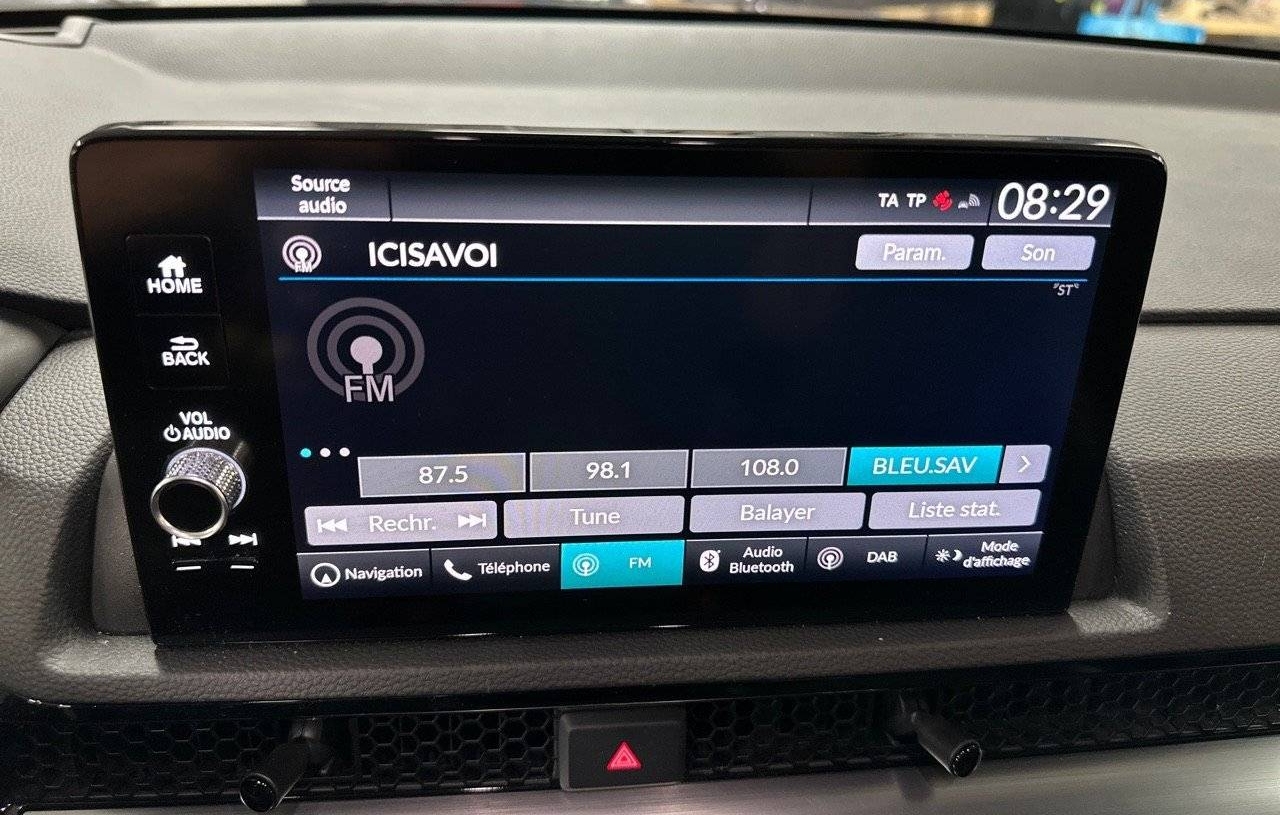 Source
audio
TA TP
08:29
FM
ICISAVOI
Param.
Son
HOME
"ST"
BACK
FM
VOL
AUDIO
87.5
98.1
108.0
BLEU.SAV
Rechr.
Tune
Balayer
Liste stat.
Navigation
Téléphone
FM
Audio
Bluetooth
DAB
Mode
d'affichage